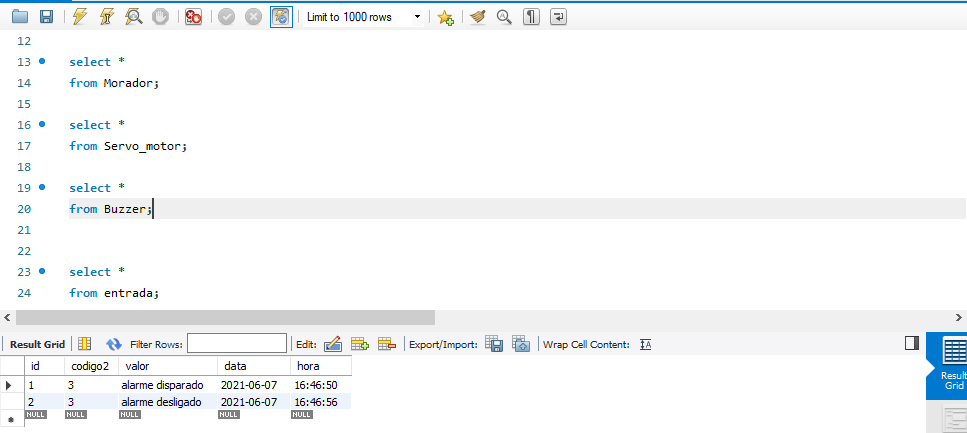 Limit to 1000 rows
12
13 select *
14 from Morador;
15
16 select *
17 from Servo_motor;
18
19 select *
20 from Buzzer;
21
22
23 select *
24 from entrada;
Result Grid Filter Rows: Edit: Export/Import: Wrap Cell Content: IA
id codigo2 valor data hora
1 3 alarme disparado 2021-06-07 16:46:50
2 3 alarme desligado 2021-06-07 16:46:56
NULL NULL NULL NULL NULL
Result
Grid